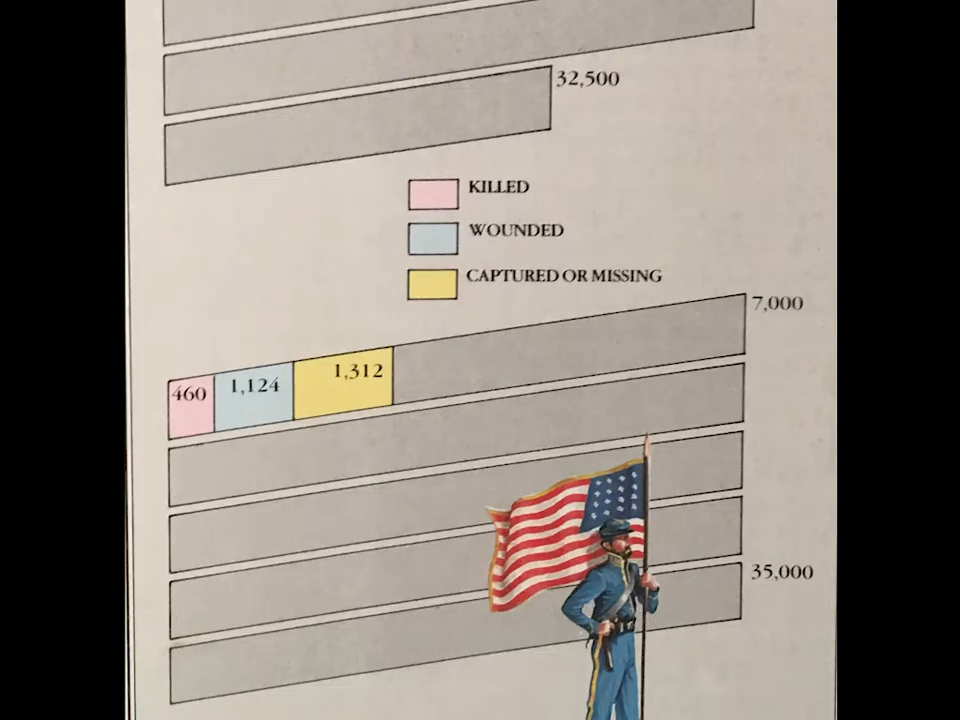 32,500
KILLED
WOUNDED
CAPTURED OR MISSING
7,000
460 1,124 1,312
35,000